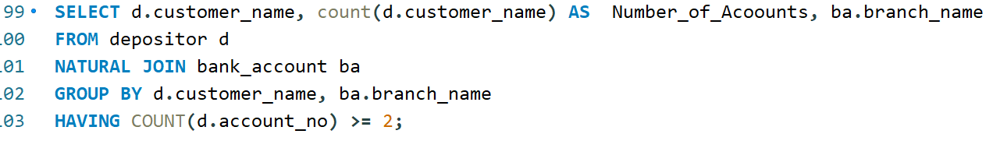 99 SELECT d.customer_name, count(d.customer_name) AS  Number_of_Acoounts, ba.branch_name
00 FROM depositor d
01 NATURAL JOIN bank_account ba
02 GROUP BY d.customer_name, ba.branch_name
03 HAVING COUNT(d.account_no) >= 2;